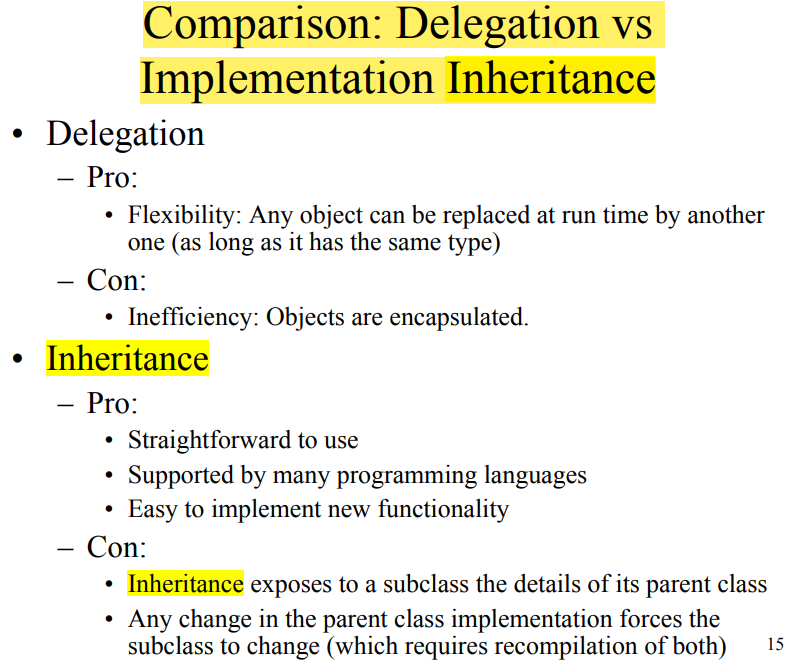 Comparison: Delegation vs
Implementation Inheritance
• Delegation
– Pro:
• Flexibility: Any object can be replaced at run time by another
one (as long as it has the same type)
– Con:
• Inefficiency: Objects are encapsulated.
• Inheritance
– Pro:
• Straightforward to use
• Supported by many programming languages
• Easy to implement new functionality
– Con:
• Inheritance exposes to a subclass the details of its parent class
• Any change in the parent class implementation forces the
subclass to change (which requires recompilation of both)
15